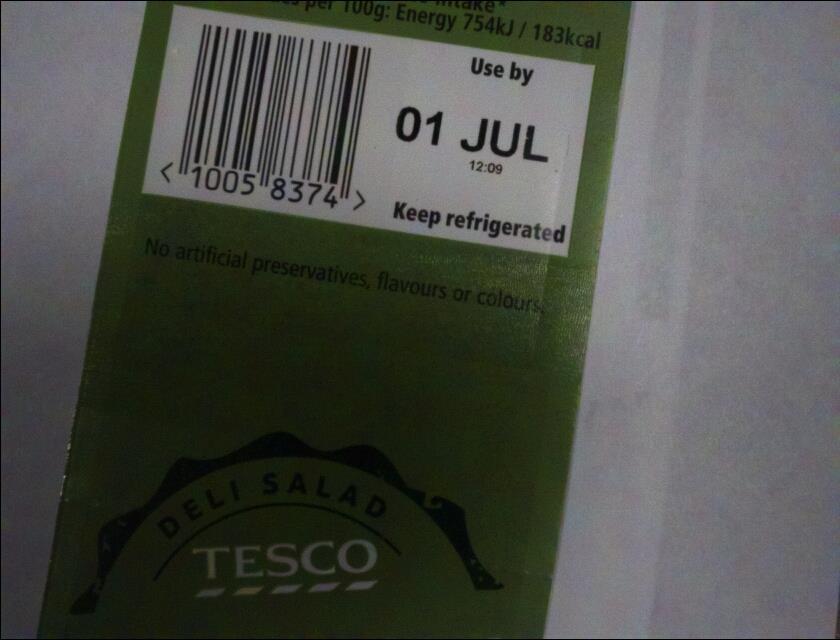 per 100g: Energy 754kJ / 183kcal
Use by
01 JUL
12:09
< 1005 8374 >
Keep refrigerated
No artificial preservatives, flavours or colours.
DELI SALAD
TESCO